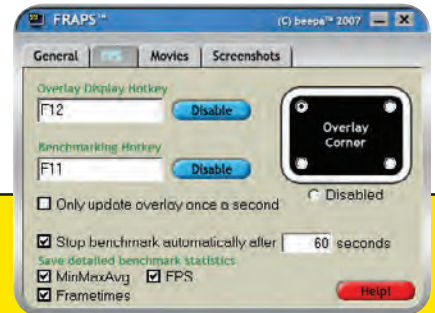 FRAPS™ (C) beepa™ 2007
General FPS Movies Screenshots
Overlay Display Hotkey
F12 Disable
Benchmarking Hotkey
F11 Disable
Overlay
Corner
Disabled
Only update overlay once a second
Stop benchmark automatically after 60 seconds
Save detailed benchmark statistics
MinMaxAvg FPS
Frametimes
Help!